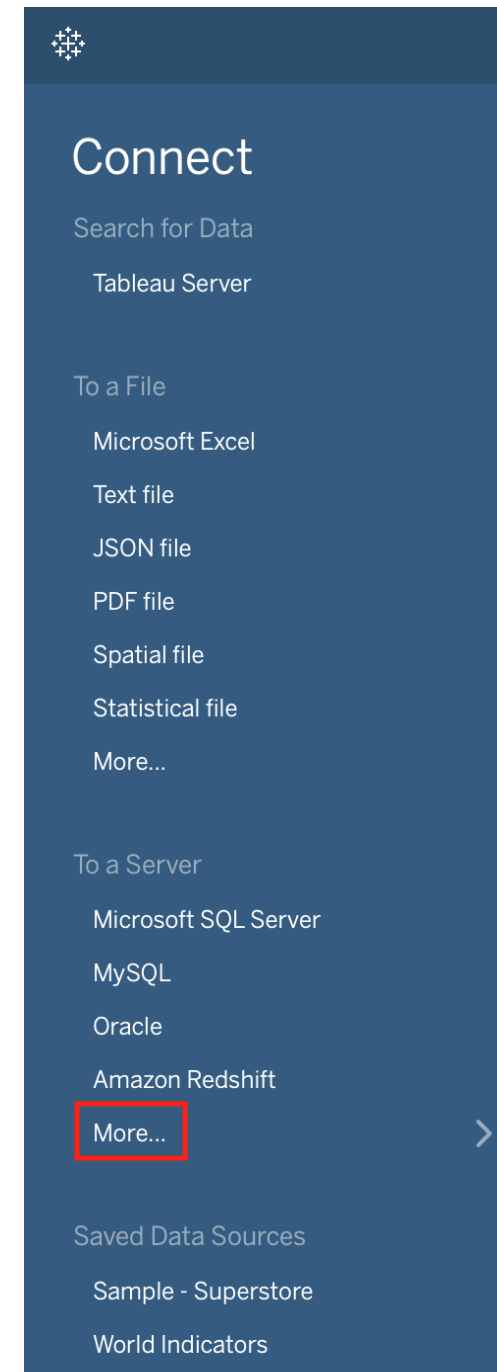 Connect
Search for Data
Tableau Server
To a File
Microsoft Excel
Text file
JSON file
PDF file
Spatial file
Statistical file
More...
To a Server
Microsoft SQL Server
MySQL
Oracle
Amazon Redshift
More...
Saved Data Sources
Sample - Superstore
World Indicators